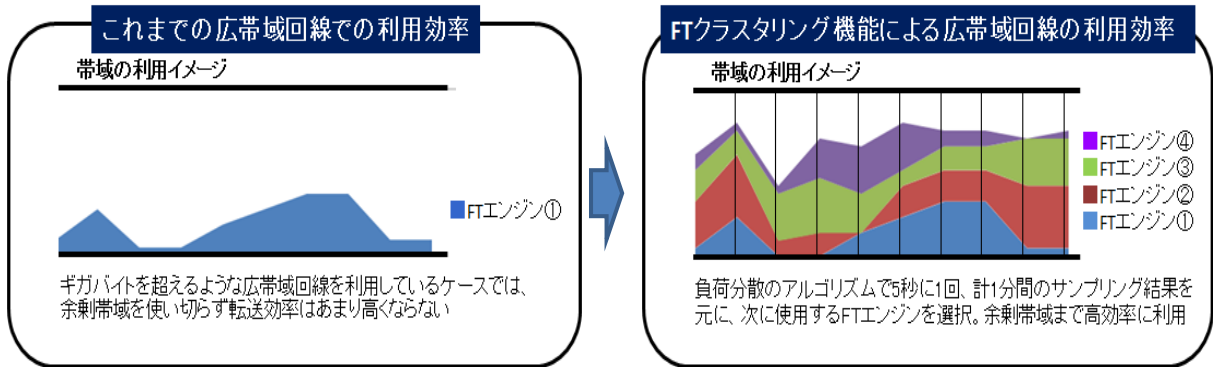 これまでの広帯域回線での利用効率
帯域の利用イメージ
FTエンジン①
ギガバイトを超えるような広帯域回線を利用しているケースでは、
余剰帯域を使い切らず転送効率はあまり高くならない
FTクラスタリング機能による広帯域回線の利用効率
帯域の利用イメージ
FTエンジン④
FTエンジン③
FTエンジン②
FTエンジン①
負荷分散のアルゴリズムで5秒に1回、計1分間のサンプリング結果を
元に、次に使用するFTエンジンを選択。余剰帯域まで高効率に利用